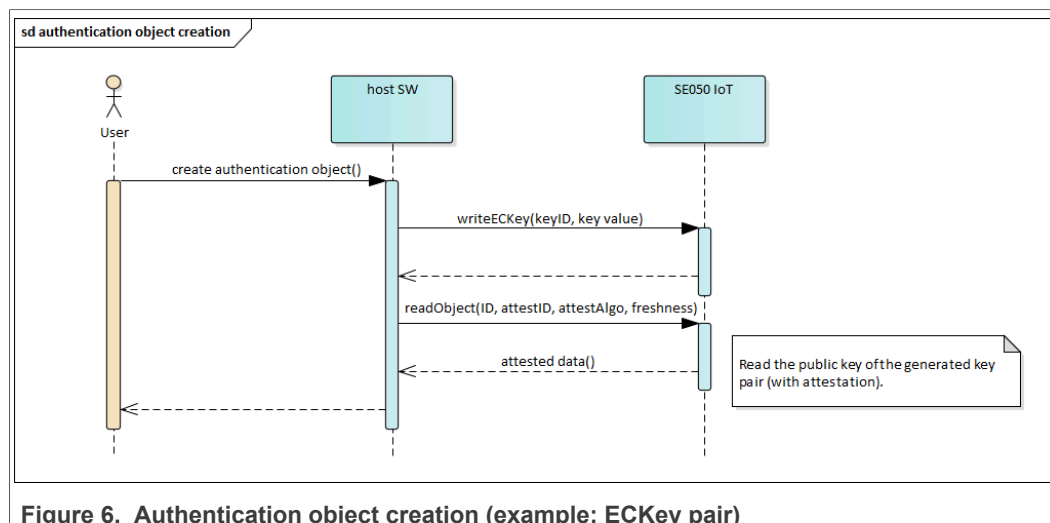 sd authentication object creation
User
host SW
SE050 IoT
create authentication object()
writeECKey(keyID, key value)
readObject(ID, attestID, attestAlgo, freshness)
attested data()
Read the public key of the generated key
pair (with attestation).
Figure 6. Authentication object creation (example: ECKey pair)